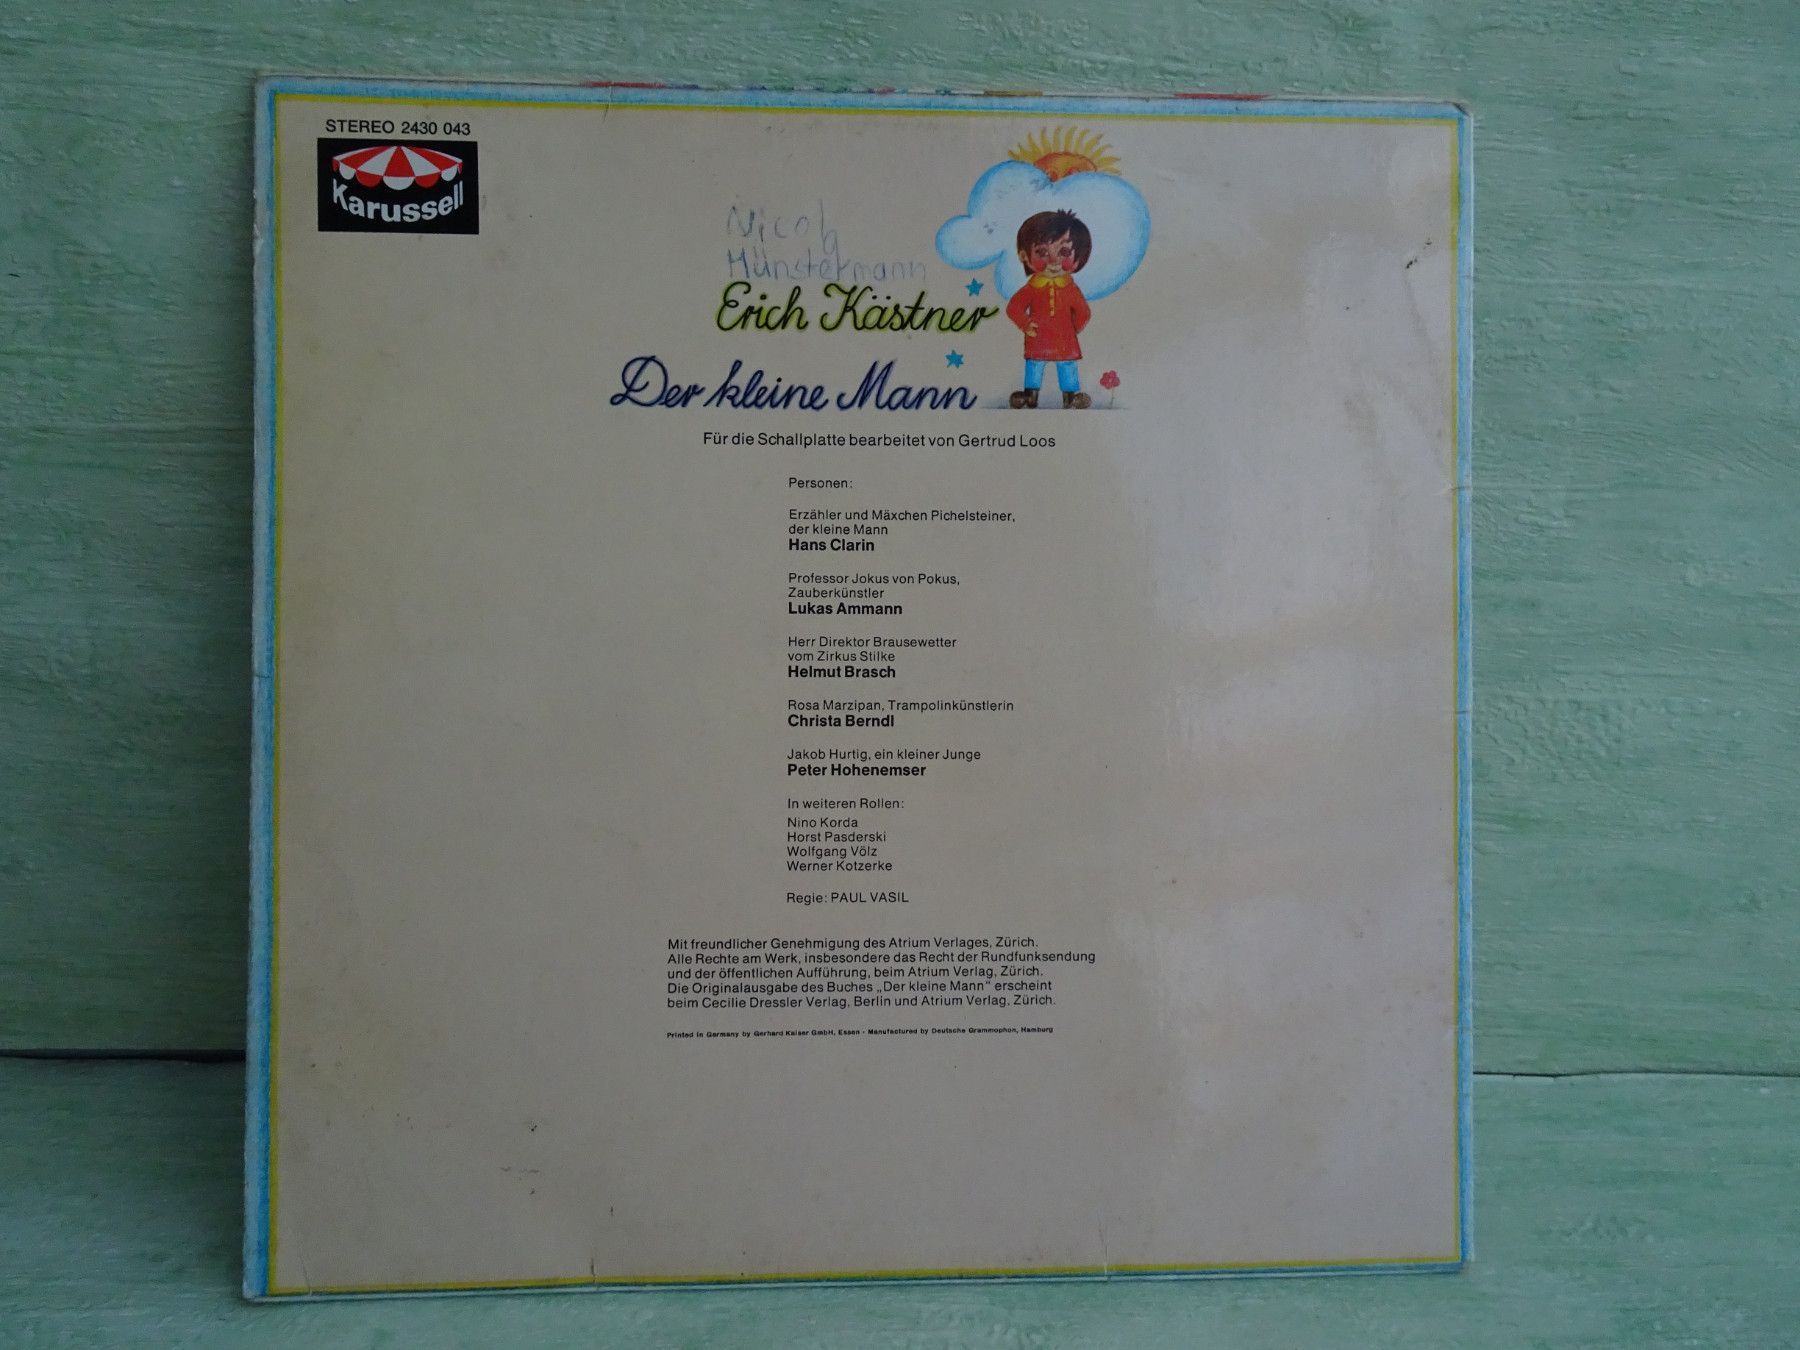 STEREO 2430 043
Karussell
Nicola
Münstermann
Erich Kästner
Der kleine Mann
Für die Schallplatte bearbeitet von Gertrud Loos
Personen:
Erzähler und Mäxchen Pichelsteiner,
der kleine Mann
Hans Clarin
Professor Jokus von Pokus,
Zauberkünstler
Lukas Ammann
Herr Direktor Brausewetter
vom Zirkus Stilke
Helmut Brasch
Rosa Marzipan, Trampolinkünstlerin
Christa Berndl
Jakob Hurtig, ein kleiner Junge
Peter Hohenemser
In weiteren Rollen:
Nino Korda
Horst Pasderski
Wolfgang Völz
Werner Kotzerke
Regie: PAUL VASIL
Mit freundlicher Genehmigung des Atrium Verlages, Zürich.
Alle Rechte am Werk, insbesondere das Recht der Rundfunksendung
und der öffentlichen Aufführung, beim Atrium Verlag, Zürich.
Die Originalausgabe des Buches „Der kleine Mann“ erscheint
beim Cecilie Dressler Verlag, Berlin und Atrium Verlag, Zürich.
Printed in Germany by Gerhard Kaiser GmbH, Essen · Manufactured by Deutsche Grammophon, Hamburg